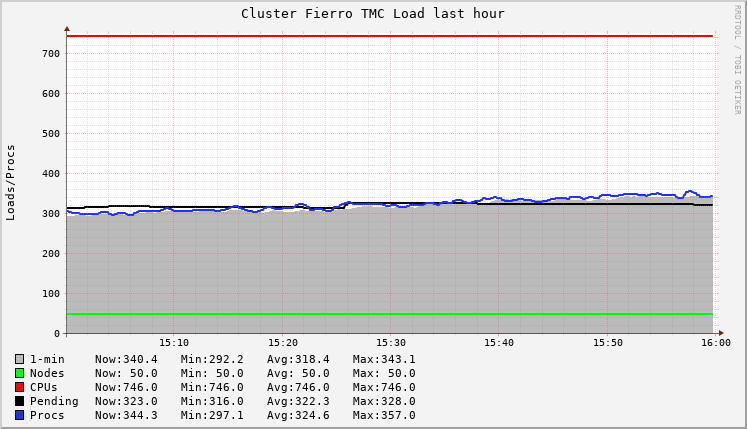 Cluster Fierro TMC Load last hour
RRDTOOL / TOBI OETIKER
Loads/Procs
700
600
500
400
300
200
100
0
15:10 15:20 15:30 15:40 15:50 16:00
1-min Now:340.4 Min:292.2 Avg:318.4 Max:343.1
Nodes Now: 50.0 Min: 50.0 Avg: 50.0 Max: 50.0
CPUs Now:746.0 Min:746.0 Avg:746.0 Max:746.0
Pending Now:323.0 Min:316.0 Avg:322.3 Max:328.0
Procs Now:344.3 Min:297.1 Avg:324.6 Max:357.0